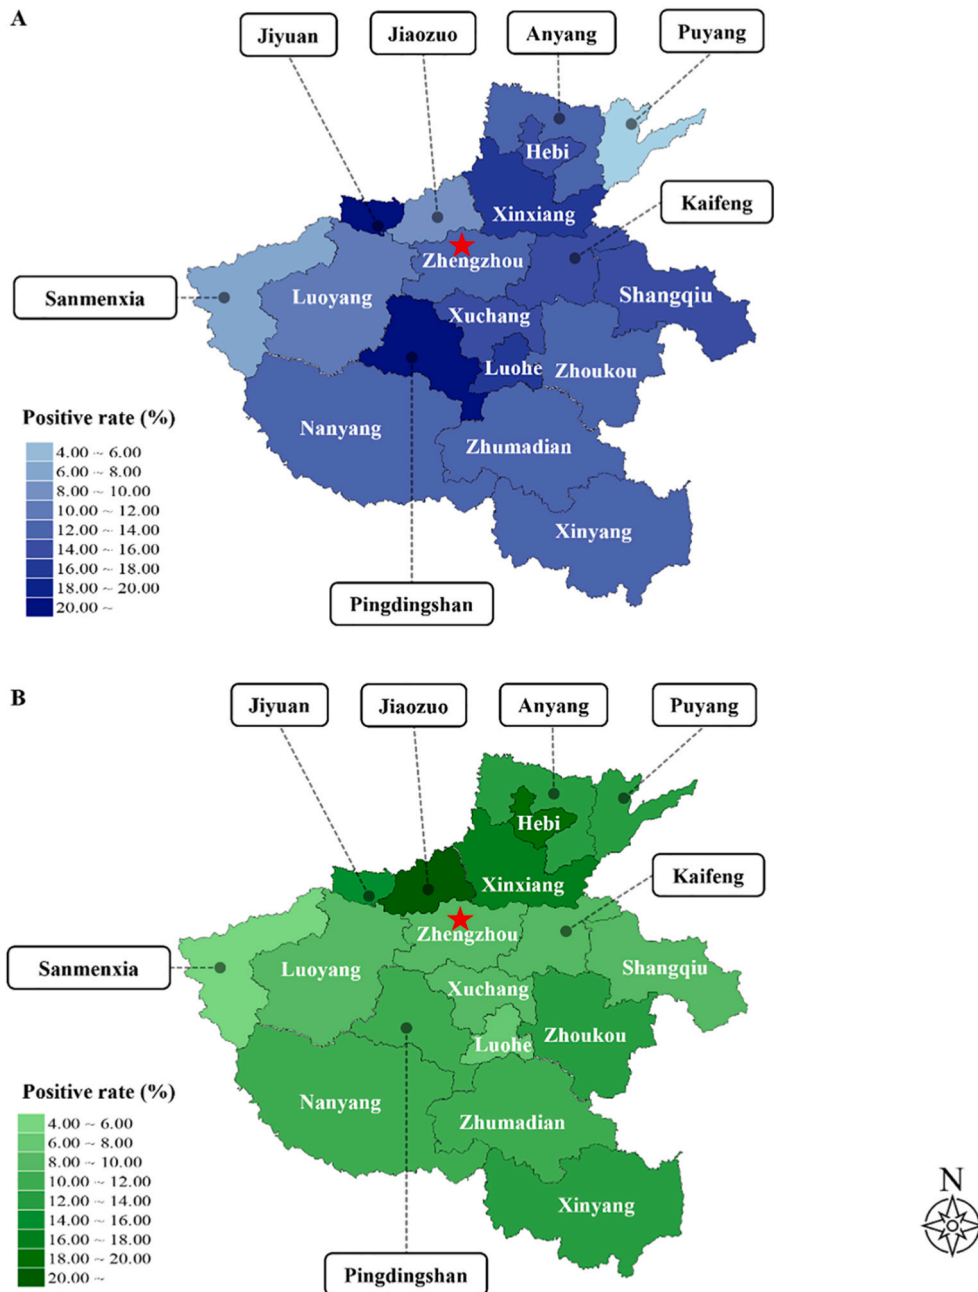 A
Jiyuan
Jiaozuo
Anyang
Puyang
Hebi
Kaifeng
Xinxiang
Zhengzhou
Sanmenxia
Luoyang
Shangqiu
Xuchang
Luohe
Zhoukou
Nanyang
Zhumadian
Xinyang
Pingdingshan
Positive rate (%)
4.00 ~ 6.00
6.00 ~ 8.00
8.00 ~ 10.00
10.00 ~ 12.00
12.00 ~ 14.00
14.00 ~ 16.00
16.00 ~ 18.00
18.00 ~ 20.00
20.00 ~
B
Jiyuan
Jiaozuo
Anyang
Puyang
Hebi
Kaifeng
Xinxiang
Zhengzhou
Sanmenxia
Luoyang
Shangqiu
Xuchang
Luohe
Zhoukou
Nanyang
Zhumadian
Xinyang
Pingdingshan
Positive rate (%)
4.00 ~ 6.00
6.00 ~ 8.00
8.00 ~ 10.00
10.00 ~ 12.00
12.00 ~ 14.00
14.00 ~ 16.00
16.00 ~ 18.00
18.00 ~ 20.00
20.00 ~
N